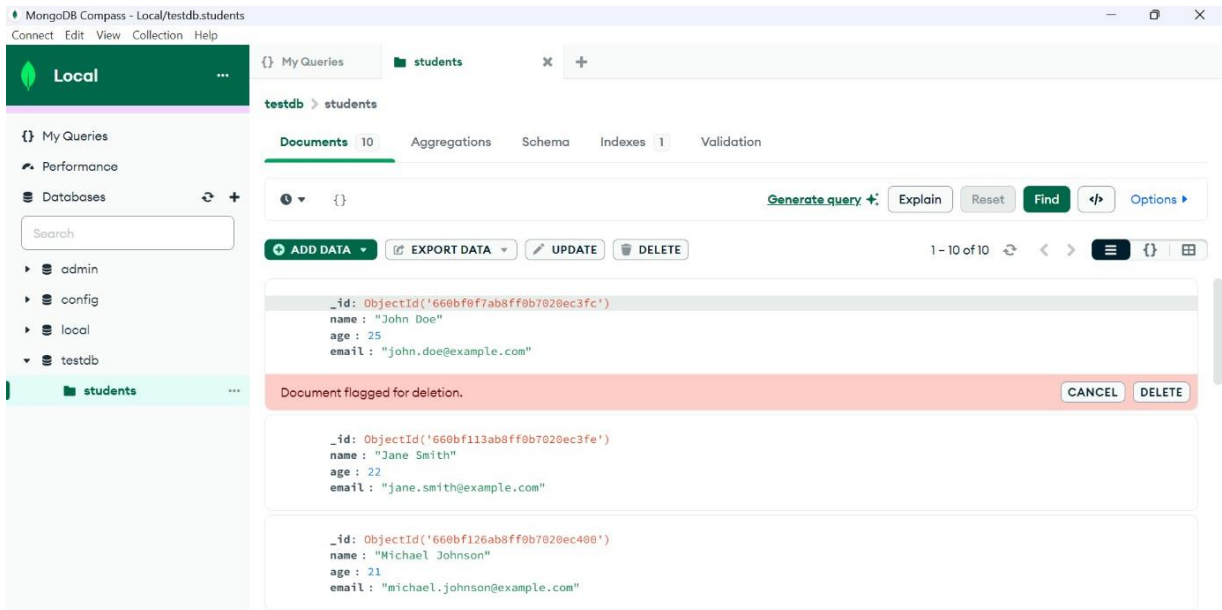 MongoDB Compass - Local/testdb.students
Connect Edit View Collection Help
Local
{} My Queries
students
testdb > students
{} My Queries
Performance
Databases
Search
admin
config
local
testdb
students
Documents 10 Aggregations Schema Indexes 1 Validation
{} Generate query Explain Reset Find </> Options
ADD DATA EXPORT DATA UPDATE DELETE 1 – 10 of 10 {}
_id: ObjectId('660bf0f7ab8ff0b7020ec3fc')
name : "John Doe"
age : 25
email : "john.doe@example.com"
Document flagged for deletion. CANCEL DELETE
_id: ObjectId('660bf113ab8ff0b7020ec3fe')
name : "Jane Smith"
age : 22
email : "jane.smith@example.com"
_id: ObjectId('660bf126ab8ff0b7020ec400')
name : "Michael Johnson"
age : 21
email : "michael.johnson@example.com"